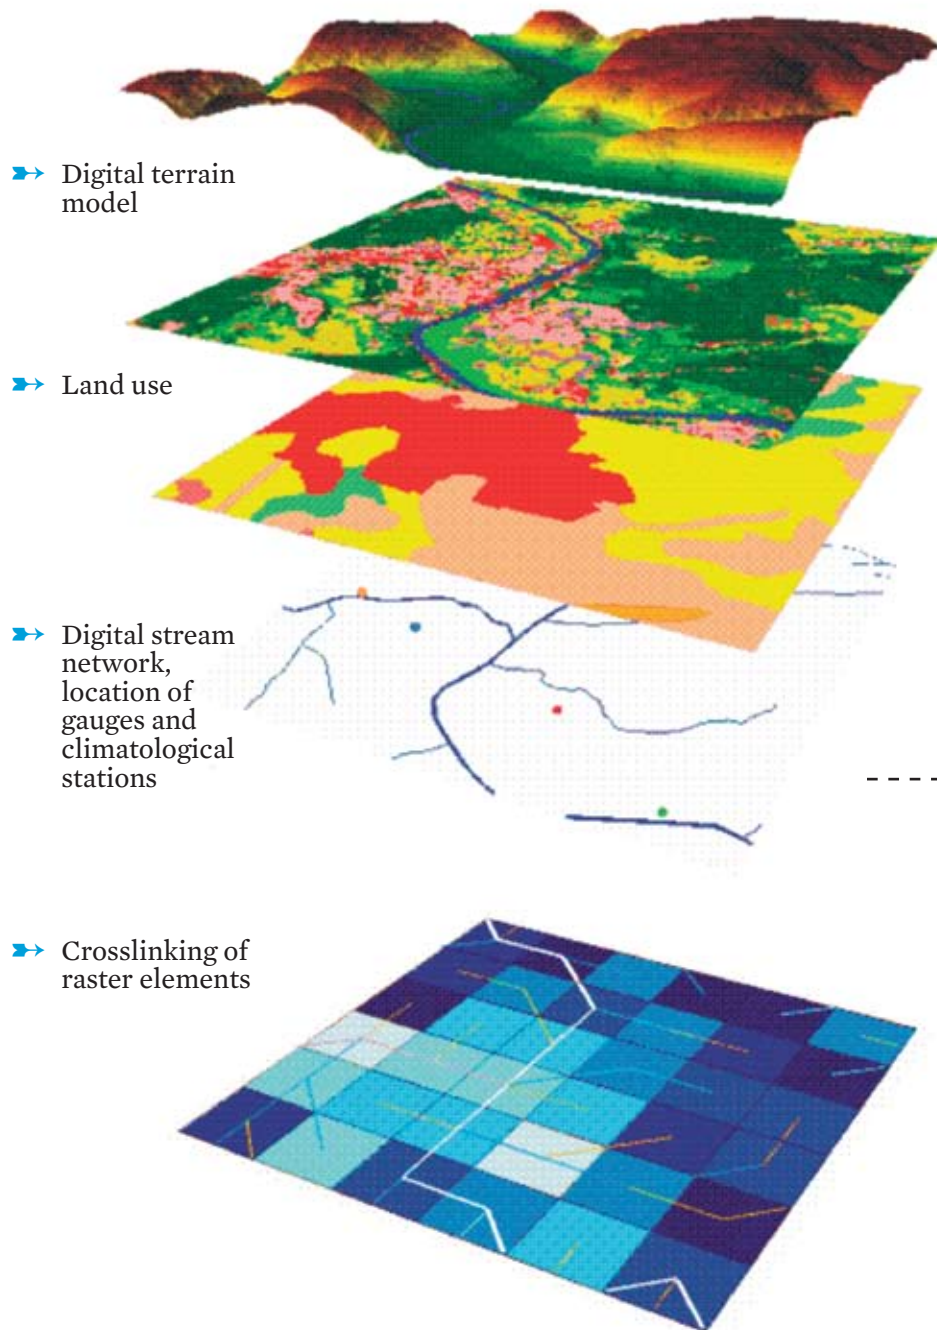 Digital terrain
model
Land use
Digital stream
network,
location of
gauges and
climatological
stations
Crosslinking of
raster elements